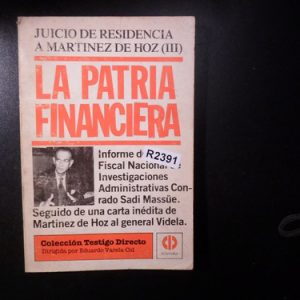 JUICIO DE RESIDENCIA
A MARTINEZ DE HOZ (III)
LA PATRIA
FINANCIERA
Informe d
R2391
Fiscal Nacional
Investigaciones
Administrativas Con-
rado Sadi Massüe.
Seguido de una carta inédita de
Martinez de Hoz al general Videla.
Colección Testigo Directo
Dirigida por Eduardo Varela-Cid